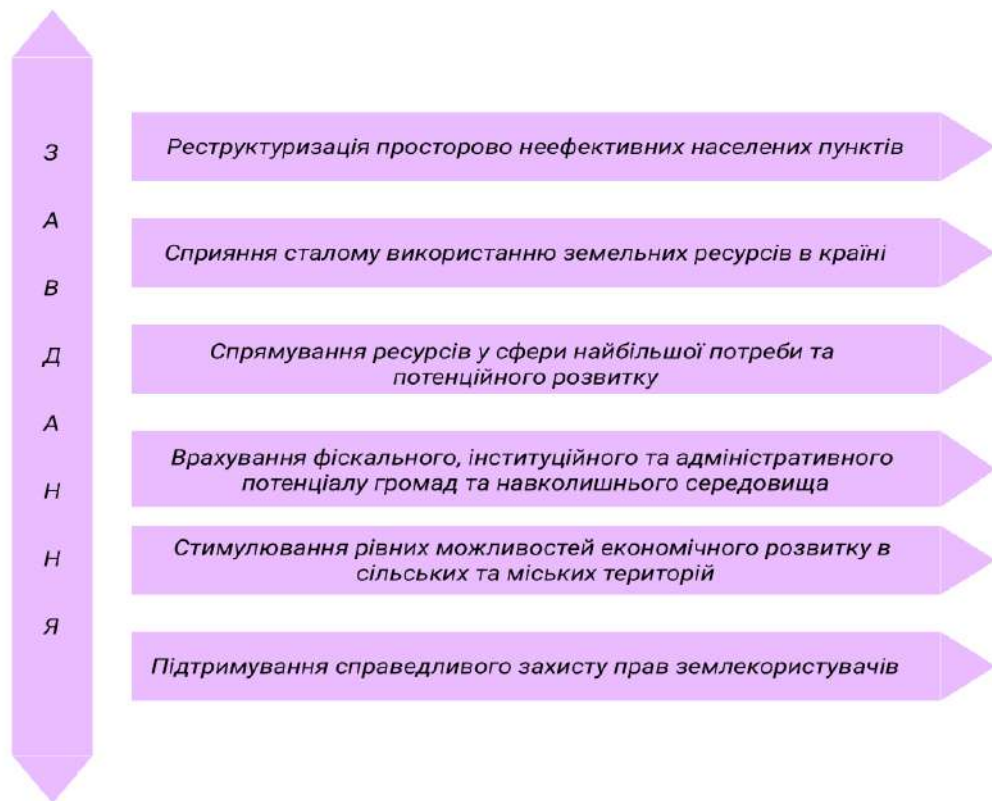 З
А
В
Д
А
Н
Н
Я
Реструктуризація просторово неефективних населених пунктів
Сприяння сталому використанню земельних ресурсів в країні
Спрямування ресурсів у сфери найбільшої потреби та
потенційного розвитку
Врахування фіскального, інституційного та адміністративного
потенціалу громад та навколишнього середовища
Стимулювання рівних можливостей економічного розвитку в
сільських та міських територій
Підтримування справедливого захисту прав землекористувачів